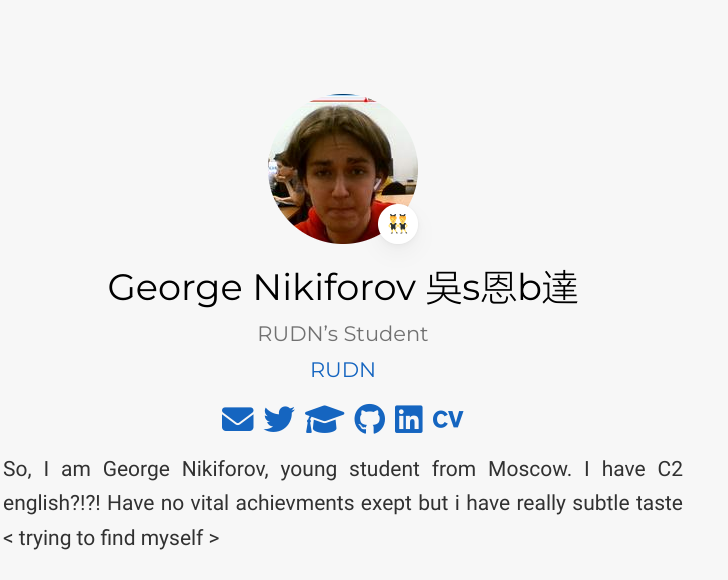 George Nikiforov 吳s恩b達
RUDN’s Student
RUDN
CV
So, I am George Nikiforov, young student from Moscow. I have C2
english?!?! Have no vital achievments exept but i have really subtle taste
< trying to find myself >